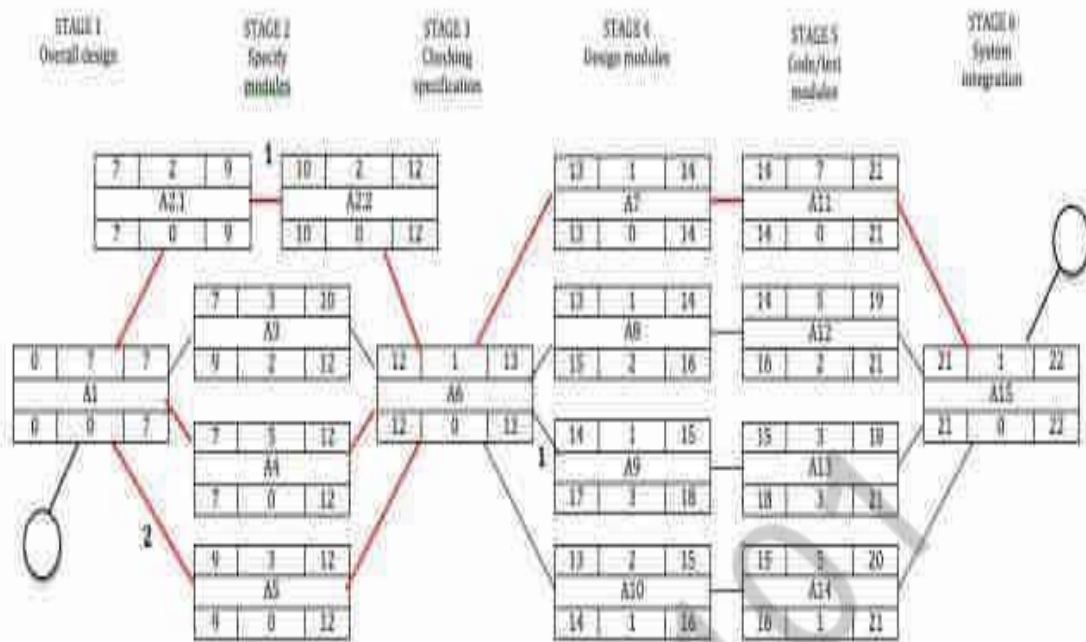 STAGE 1
Overall design
STAGE 2
Specify
modules
STAGE 3
Checking
specification
STAGE 4
Design modules
STAGE 5
Code/test
modules
STAGE 6
System
integration
1
7 2 9
A2.1
7 0 9
10 2 12
A2.2
10 0 12
13 1 14
A7
13 0 14
14 7 21
A11
14 0 21
7 3 10
A3
9 2 12
13 1 14
A8
15 2 16
14 5 19
A12
16 2 21
0 7 7
A1
0 0 7
12 1 13
A6
12 0 13
21 1 22
A15
21 0 22
7 5 12
A4
7 0 12
1
14 1 15
A9
17 3 18
15 3 18
A13
18 3 21
2
9 3 12
A5
9 0 12
13 2 15
A10
14 1 16
15 5 20
A14
16 1 21
101